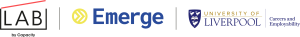 LAB
by Capacity
Emerge
UNIVERSITY OF
LIVERPOOL
Careers and
Employability